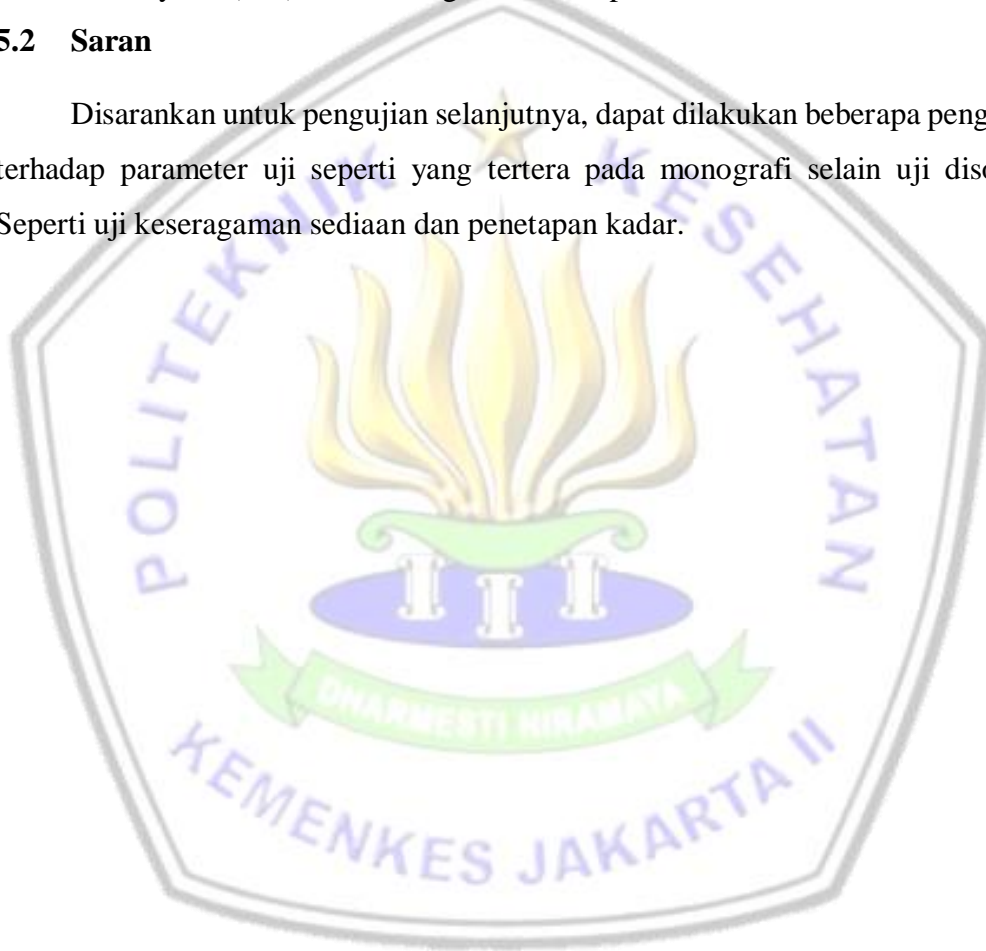 5.2 Saran
Disarankan untuk pengujian selanjutnya, dapat dilakukan beberapa peng
terhadap parameter uji seperti yang tertera pada monografi selain uji diso
Seperti uji keseragaman sediaan dan penetapan kadar.
POLITEKNIK KESEHATAN
DHARMESTI NIRAMAYA
KEMENKES JAKARTA II